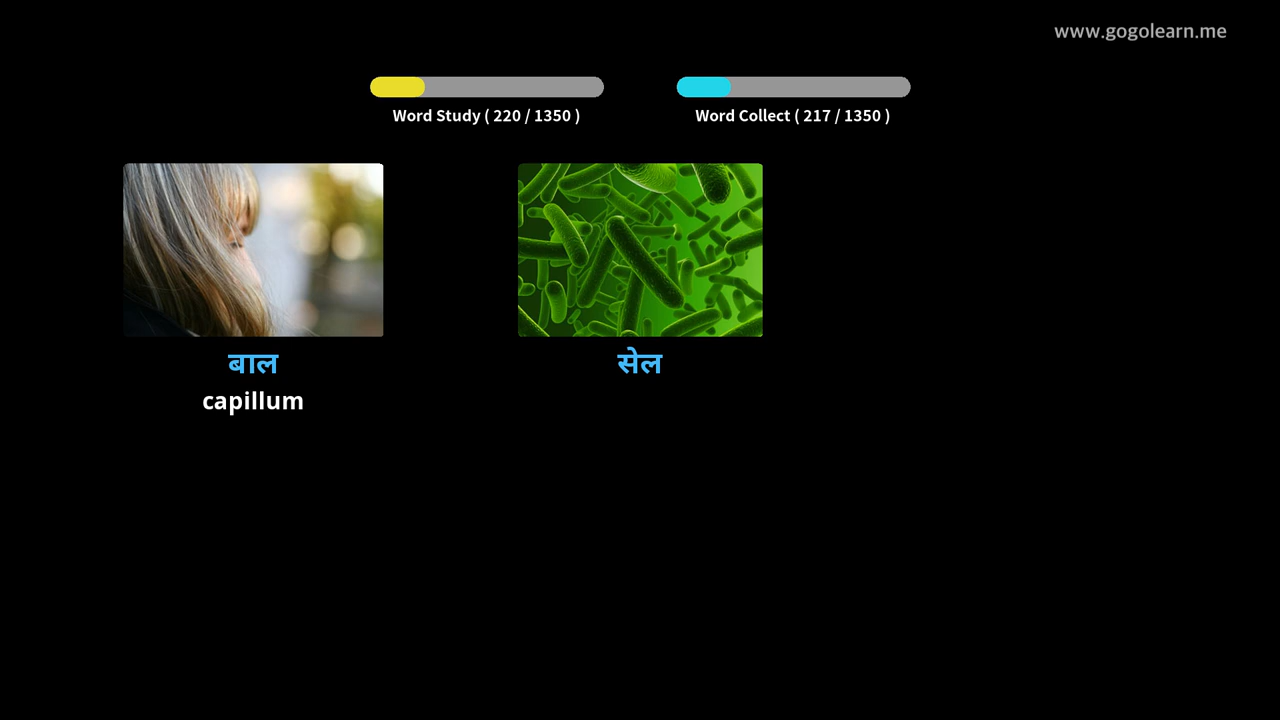 www.gogolearn.me
Word Study ( 220 / 1350 )
Word Collect ( 217 / 1350 )
बाल
capillum
सेल